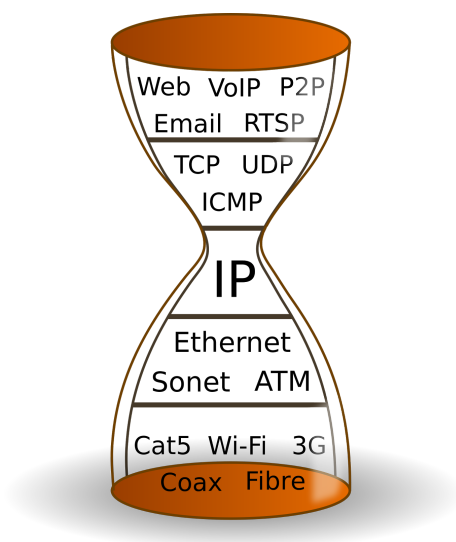 Web VoIP P2P
Email RTSP
TCP UDP
ICMP
IP
Ethernet
Sonet ATM
Cat5 Wi-Fi 3G
Coax Fibre